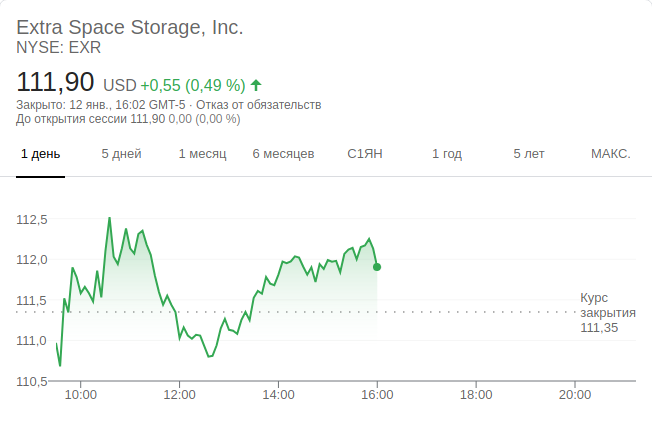 Extra Space Storage, Inc.
NYSE: EXR
111,90 USD +0,55 (0,49 %)
Закрыто: 12 янв., 16:02 GMT-5 · Отказ от обязательств
До открытия сессии 111,90 0,00 (0,00 %)
1 день 5 дней 1 месяц 6 месяцев С1ЯН 1 год 5 лет МАКС.
112,5
112,0
111,5
Курс
закрытия
111,35
111,0
110,5
10:00 12:00 14:00 16:00 18:00 20:00